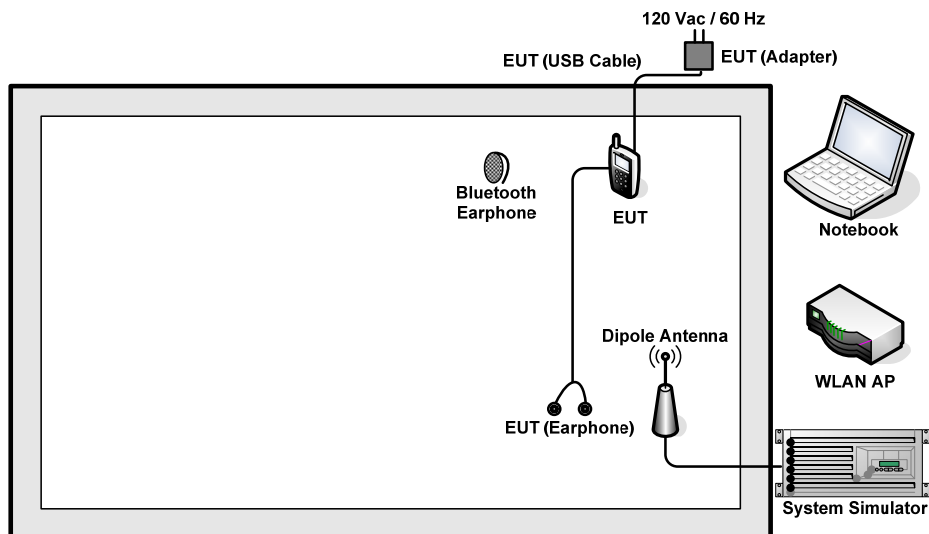 120 Vac / 60 Hz
EUT (USB Cable)
EUT (Adapter)
Bluetooth
Earphone
EUT
Notebook
Dipole Antenna
WLAN AP
EUT (Earphone)
System Simulator